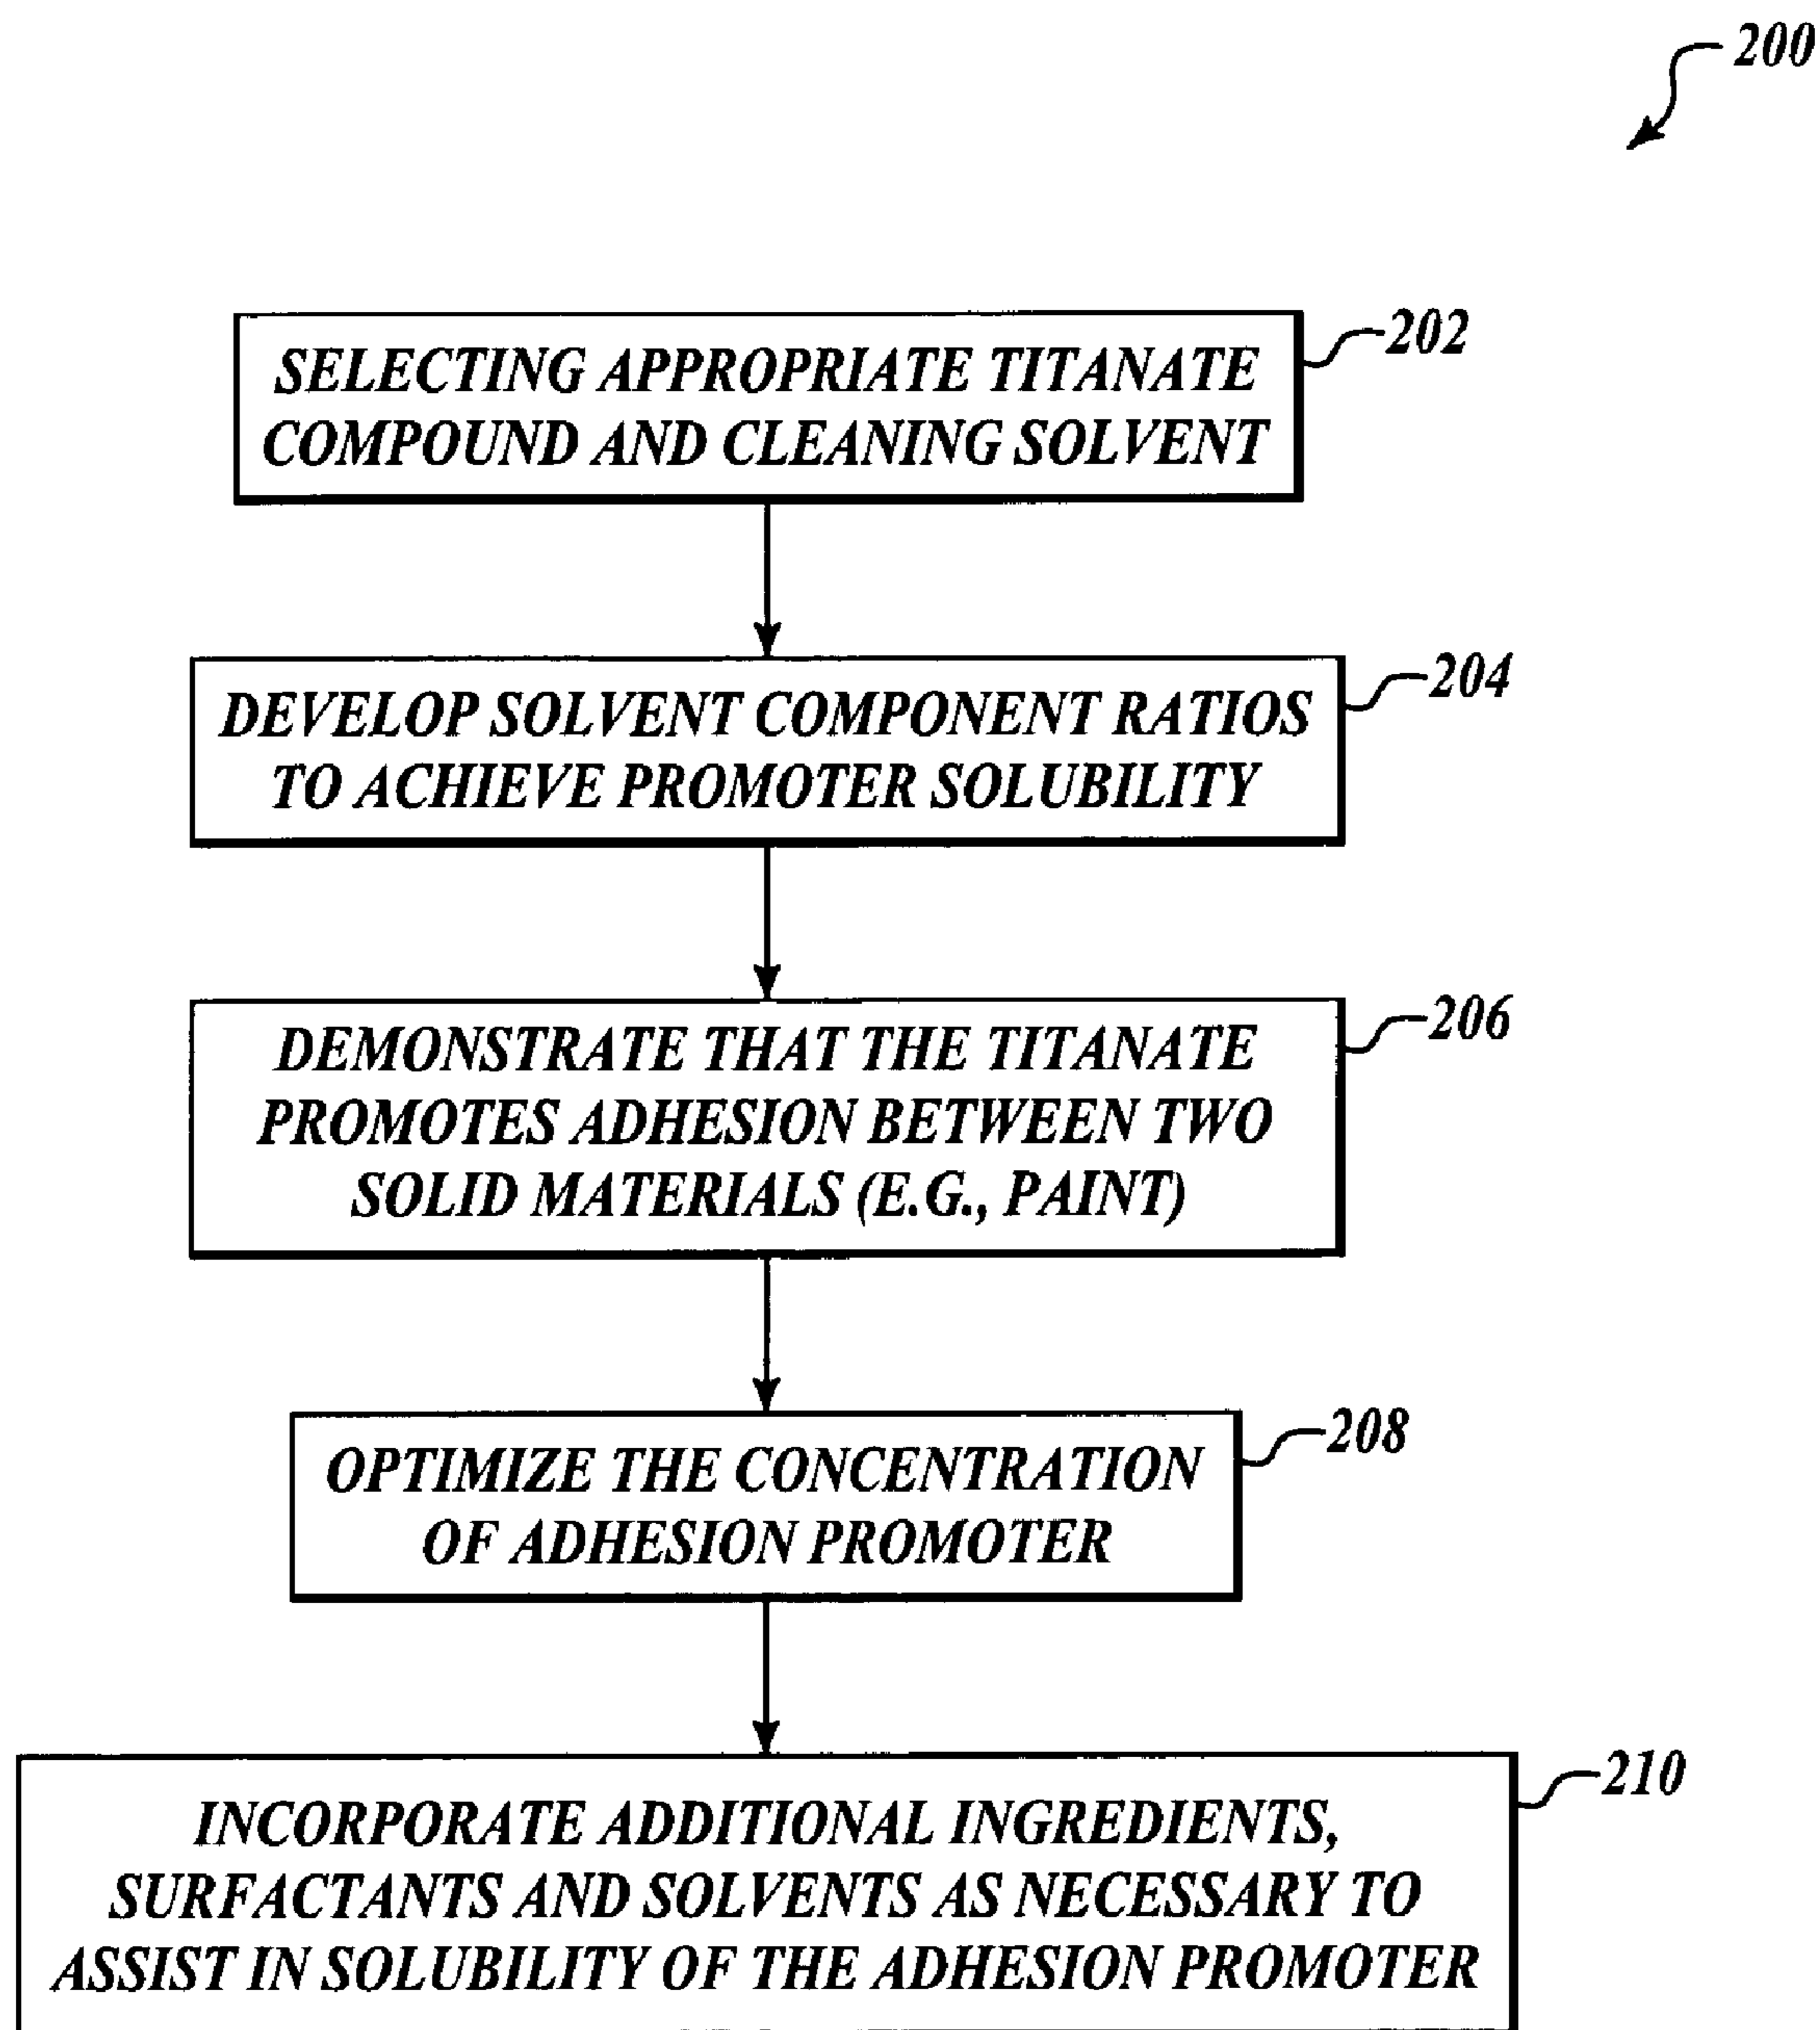 200
202
SELECTING APPROPRIATE TITANATE
COMPOUND AND CLEANING SOLVENT
204
DEVELOP SOLVENT COMPONENT RATIOS
TO ACHIEVE PROMOTER SOLUBILITY
206
DEMONSTRATE THAT THE TITANATE
PROMOTES ADHESION BETWEEN TWO
SOLID MATERIALS (E.G., PAINT)
208
OPTIMIZE THE CONCENTRATION
OF ADHESION PROMOTER
210
INCORPORATE ADDITIONAL INGREDIENTS,
SURFACTANTS AND SOLVENTS AS NECESSARY TO
ASSIST IN SOLUBILITY OF THE ADHESION PROMOTER